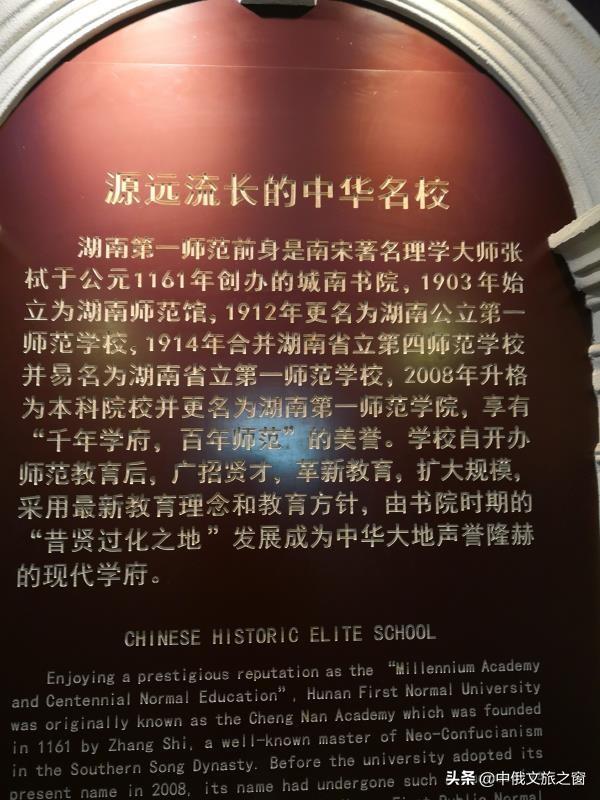 源远流长的中华名校
湖南第一师范前身是南宋著名理学大师张
栻于公元1161年创办的城南书院，1903年始
立为湖南师范馆，1912年更名为湖南公立第一
师范学校，1914年合并湖南省立第四师范学校
并易名为湖南省立第一师范学校，2008年升格
为本科院校并更名为湖南第一师范学院，享有
“千年学府，百年师范”的美誉。学校自开办
师范教育后，广招贤才，革新教育，扩大规模，
采用最新教育理念和教育方针，由书院时期的
“昔贤过化之地”发展成为中华大地声誉隆赫
的现代学府。
CHINESE HISTORIC ELITE SCHOOL
Enjoying a prestigious reputation as the “Millennium Academy
and Centennial Normal Education”, Hunan First Normal University
was originally known as the Cheng Nan Academy which was founded
in 1161 by Zhang Shi, a well-known master of Neo-Confucianism
in the Southern Song Dynasty. Before the university adopted its
present name in 2008, its name had undergone such
First Public Normal
头条 @中俄文旅之窗